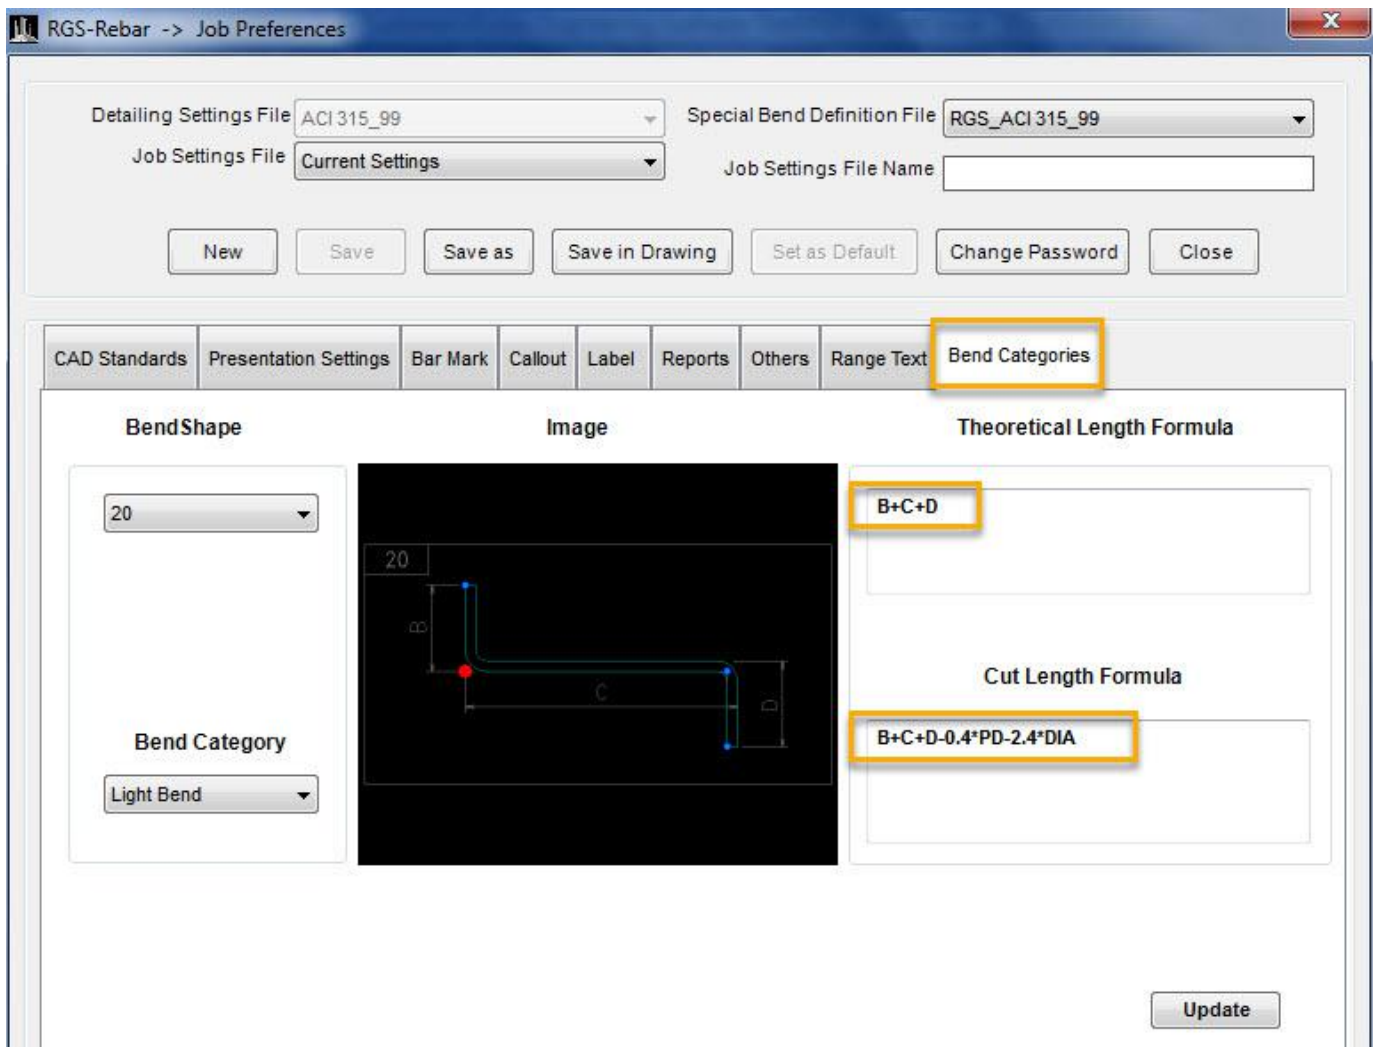 RGS-Rebar -> Job Preferences
Detailing Settings File ACI 315_99 Special Bend Definition File RGS_ACI 315_99
Job Settings File Current Settings Job Settings File Name
New Save Save as Save in Drawing Set as Default Change Password Close
CAD Standards Presentation Settings Bar Mark Callout Label Reports Others Range Text Bend Categories
BendShape Image Theoretical Length Formula
20 B+C+D
20
B
C
D
Cut Length Formula
Bend Category B+C+D-0.4*PD-2.4*DIA
Light Bend
Update